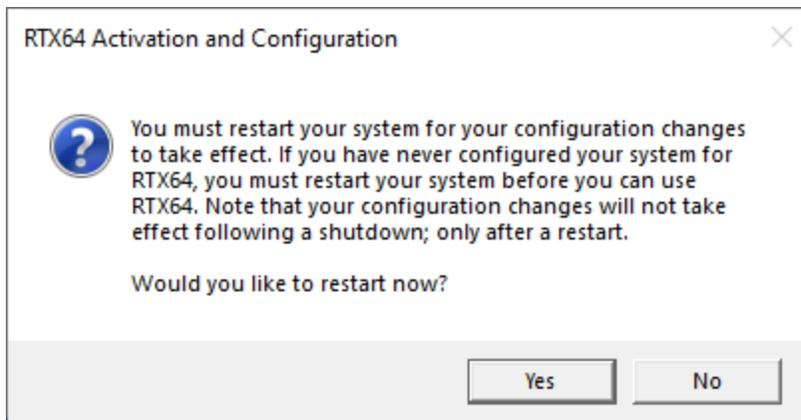 RTX64 Activation and Configuration
You must restart your system for your configuration changes
to take effect. If you have never configured your system for
RTX64, you must restart your system before you can use
RTX64. Note that your configuration changes will not take
effect following a shutdown; only after a restart.
Would you like to restart now?
Yes
No